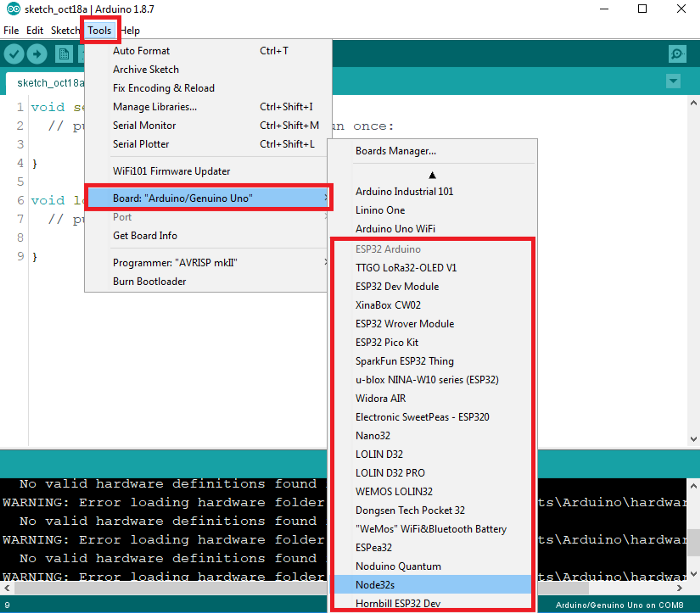 sketch_oct18a | Arduino 1.8.7
File Edit Sketch Tools Help
sketch_oct18a
Auto Format Ctrl+T
Archive Sketch
Fix Encoding & Reload
Manage Libraries... Ctrl+Shift+I
Serial Monitor Ctrl+Shift+M
Serial Plotter Ctrl+Shift+L
WiFi101 Firmware Updater
Board: "Arduino/Genuino Uno"
Port
Get Board Info
Programmer: "AVRISP mkII"
Burn Bootloader
Boards Manager...
Arduino Industrial 101
Linino One
Arduino Uno WiFi
ESP32 Arduino
TTGO LoRa32-OLED V1
ESP32 Dev Module
XinaBox CW02
ESP32 Wrover Module
ESP32 Pico Kit
SparkFun ESP32 Thing
u-blox NINA-W10 series (ESP32)
Widora AIR
Electronic SweetPeas - ESP320
Nano32
LOLIN D32
LOLIN D32 PRO
WEMOS LOLIN32
Dongsen Tech Pocket 32
"WeMos" WiFi&Bluetooth Battery
ESPea32
Noduino Quantum
Node32s
Hornbill ESP32 Dev
1 void s
2 // p un once:
3
4 }
5
6 void l
7 // p
8
9 }
No valid hardware definitions found
WARNING: Error loading hardware folder ts\Arduino\hardwar
No valid hardware definitions found
WARNING: Error loading hardware folder ts\Arduino\hardwar
No valid hardware definitions found
WARNING: Error loading hardware folder ts\Arduino\hardwar
9 Arduino/Genuino Uno on COM8